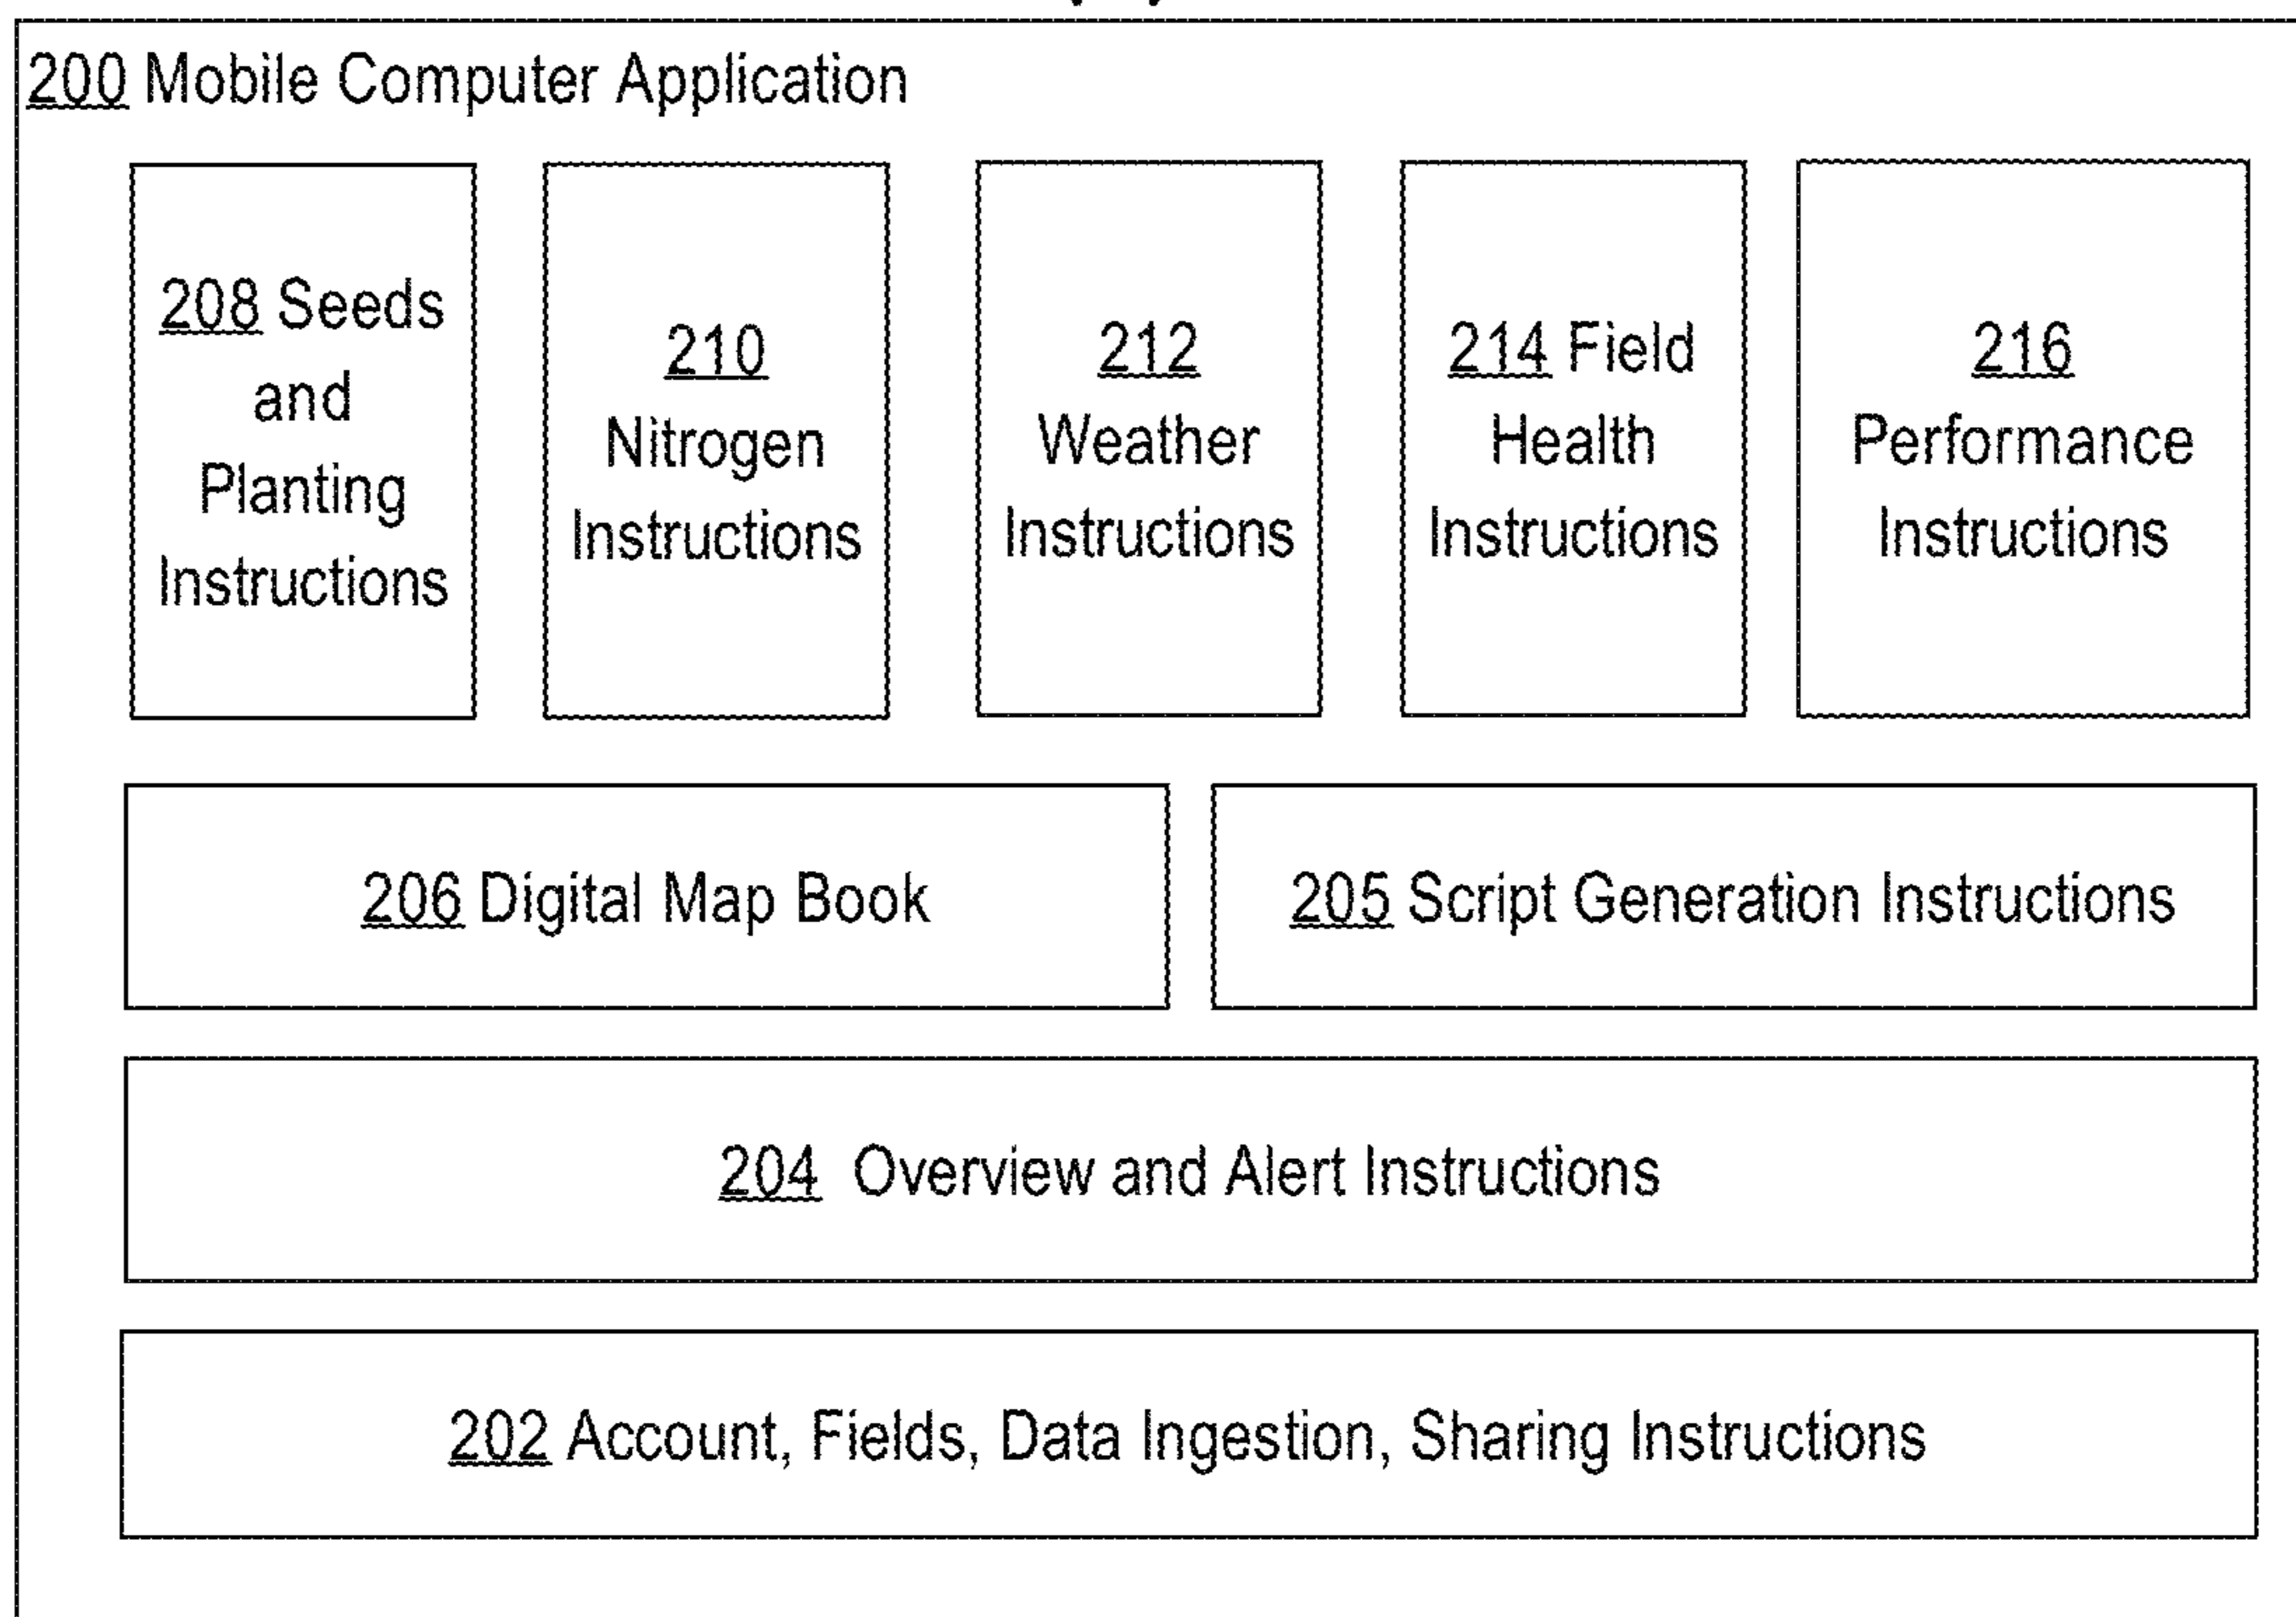 200 Mobile Computer Application
208 Seeds
and
Planting
Instructions
210
Nitrogen
Instructions
212
Weather
Instructions
214 Field
Health
Instructions
216
Performance
Instructions
206 Digital Map Book
205 Script Generation Instructions
204 Overview and Alert Instructions
202 Account, Fields, Data Ingestion, Sharing Instructions